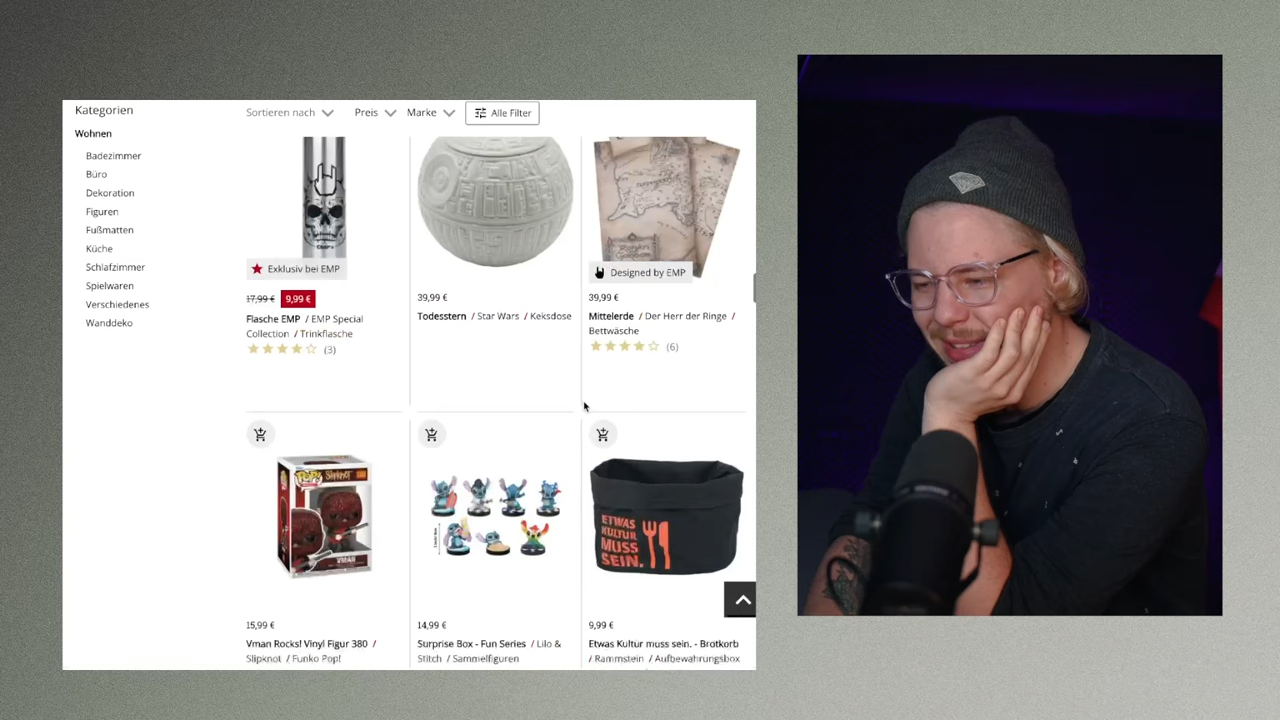 Kategorien
Sortieren nach
Preis
Marke
Alle Filter
Wohnen
Badezimmer
Büro
Dekoration
Figuren
Fußmatten
Küche
Schlafzimmer
Spielwaren
Verschiedenes
Wanddeko
EMP
Exklusiv bei EMP
17,99 € 9,99 €
Flasche EMP / EMP Special
Collection / Trinkflasche
(3)
39,99 €
Todesstern / Star Wars / Keksdose
Designed by EMP
39,99 €
Mittelerde / Der Herr der Ringe /
Bettwäsche
(6)
POP!
Slipknot
VMAN
15,99 €
Vman Rocks! Vinyl Figur 380 /
Slipknot / Funko Pop!
14,99 €
Surprise Box - Fun Series / Lilo &
Stitch / Sammelfiguren
ETWAS
KULTUR
MUSS
SEIN.
9,99 €
Etwas Kultur muss sein. - Brotkorb
/ Rammstein / Aufbewahrungsbox